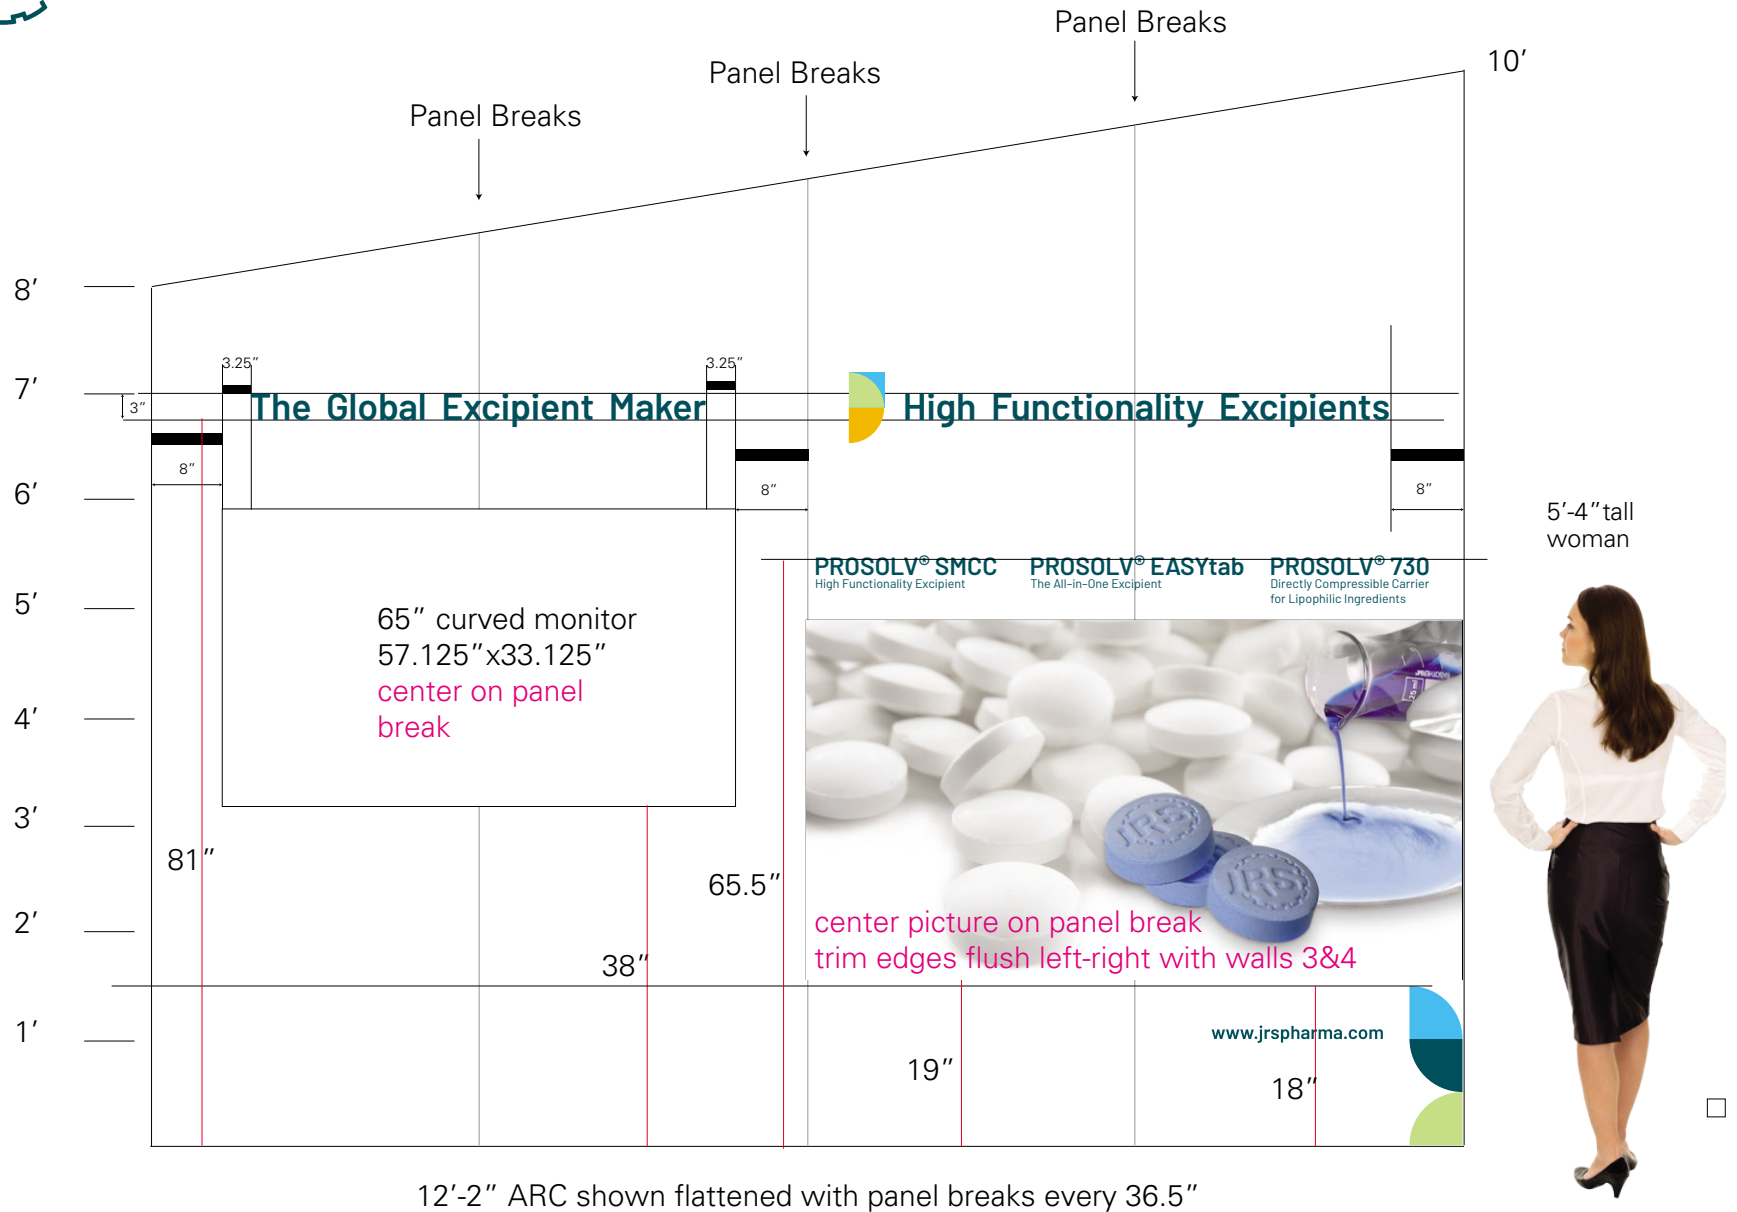 Panel Breaks
Panel Breaks
Panel Breaks
10’
8’
7’
6’
5’
4’
3’
2’
1’
3.25”
3.25”
3”
The Global Excipient Maker
High Functionality Excipients
8”
8”
8”
5’-4” tall
woman
PROSOLV® SMCC
High Functionality Excipient
PROSOLV® EASYtab
The All-in-One Excipient
PROSOLV® 730
Directly Compressible Carrier
for Lipophilic Ingredients
65” curved monitor
57.125”x33.125”
center on panel
break
25 ml
JRS
JRS
81”
65.5”
38”
center picture on panel break
trim edges flush left-right with walls 3&4
www.jrspharma.com
19”
18”
12’-2” ARC shown flattened with panel breaks every 36.5”